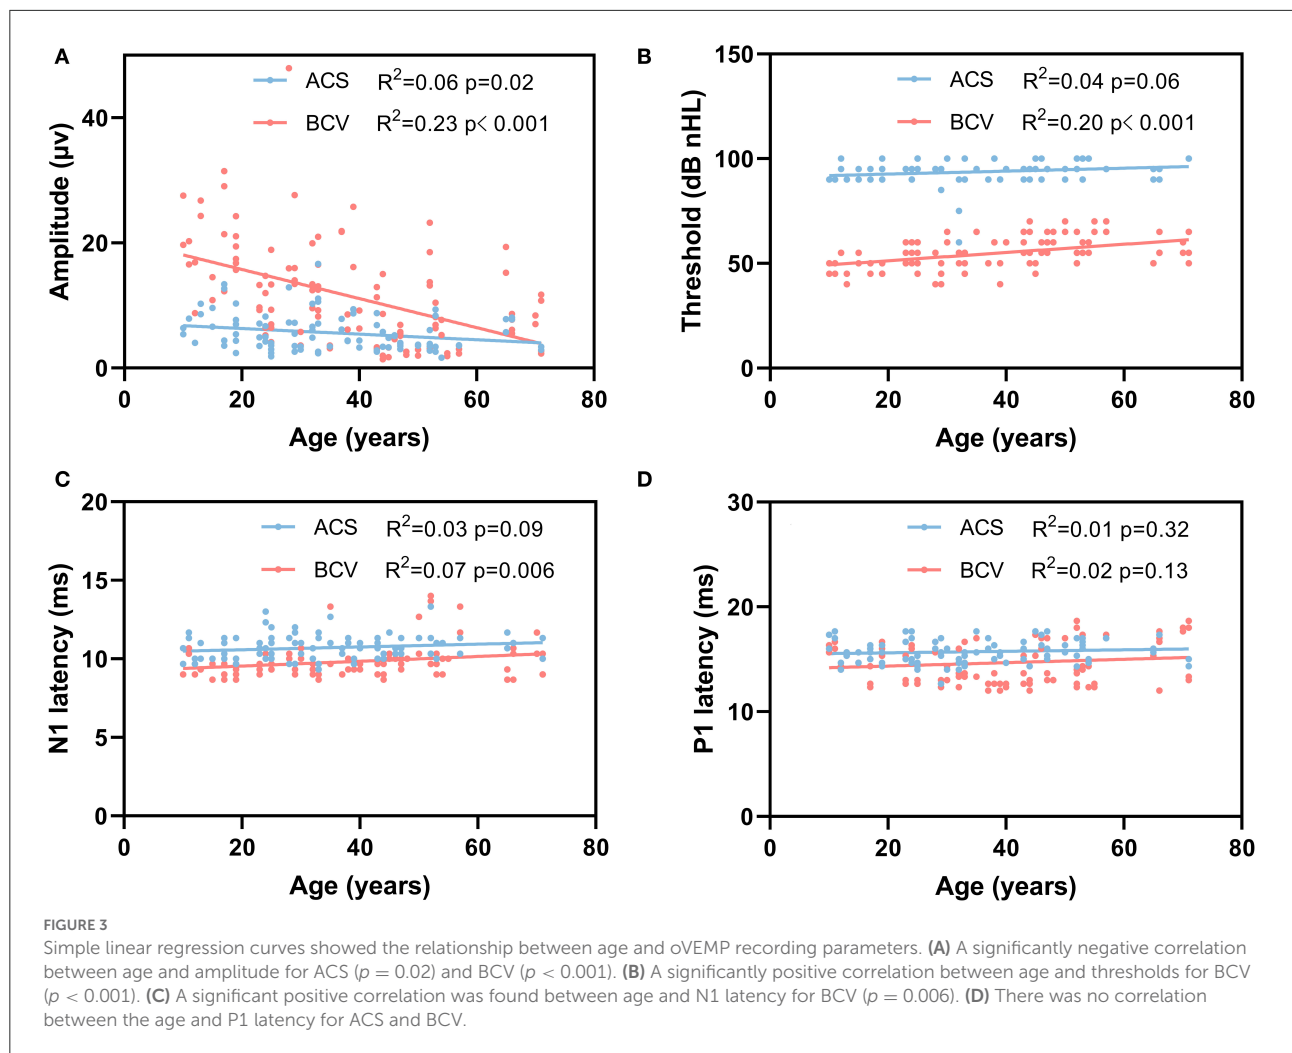 A
ACS R²=0.06 p=0.02
BCV R²=0.23 p< 0.001
Amplitude (μv)
40
20
0
0 20 40 60 80
Age (years)
B
ACS R²=0.04 p=0.06
BCV R²=0.20 p< 0.001
Threshold (dB nHL)
150
100
50
0
0 20 40 60 80
Age (years)
C
ACS R²=0.03 p=0.09
BCV R²=0.07 p=0.006
N1 latency (ms)
20
15
10
5
0
0 20 40 60 80
Age (years)
D
ACS R²=0.01 p=0.32
BCV R²=0.02 p=0.13
P1 latency (ms)
30
20
10
0
0 20 40 60 80
Age (years)
FIGURE 3
Simple linear regression curves showed the relationship between age and oVEMP recording parameters. (A) A significantly negative correlation
between age and amplitude for ACS (p = 0.02) and BCV (p < 0.001). (B) A significantly positive correlation between age and thresholds for BCV
(p < 0.001). (C) A significant positive correlation was found between age and N1 latency for BCV (p = 0.006). (D) There was no correlation
between the age and P1 latency for ACS and BCV.